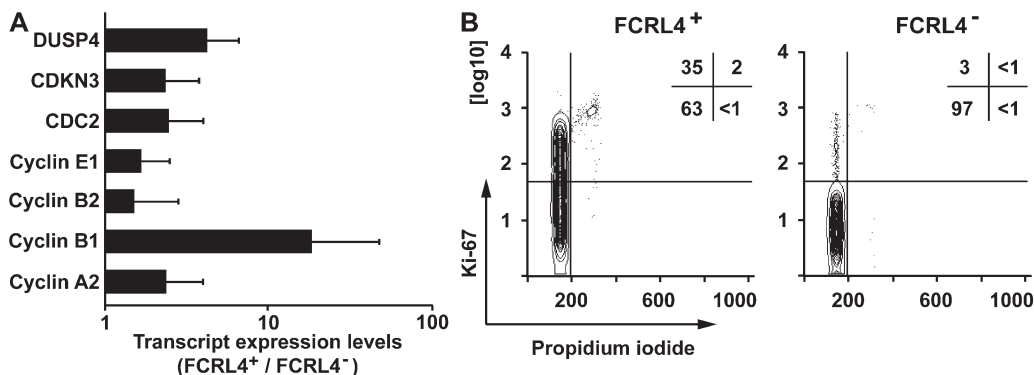 A
DUSP4
CDKN3
CDC2
Cyclin E1
Cyclin B2
Cyclin B1
Cyclin A2
1 10 100
Transcript expression levels
(FCRL4+ / FCRL4-)
B
FCRL4+ FCRL4-
[log10]
Ki-67
4
3
2
1
35 2
63 <1
200 600 1000
4
3
2
1
3 <1
97 <1
200 600 1000
Propidium iodide